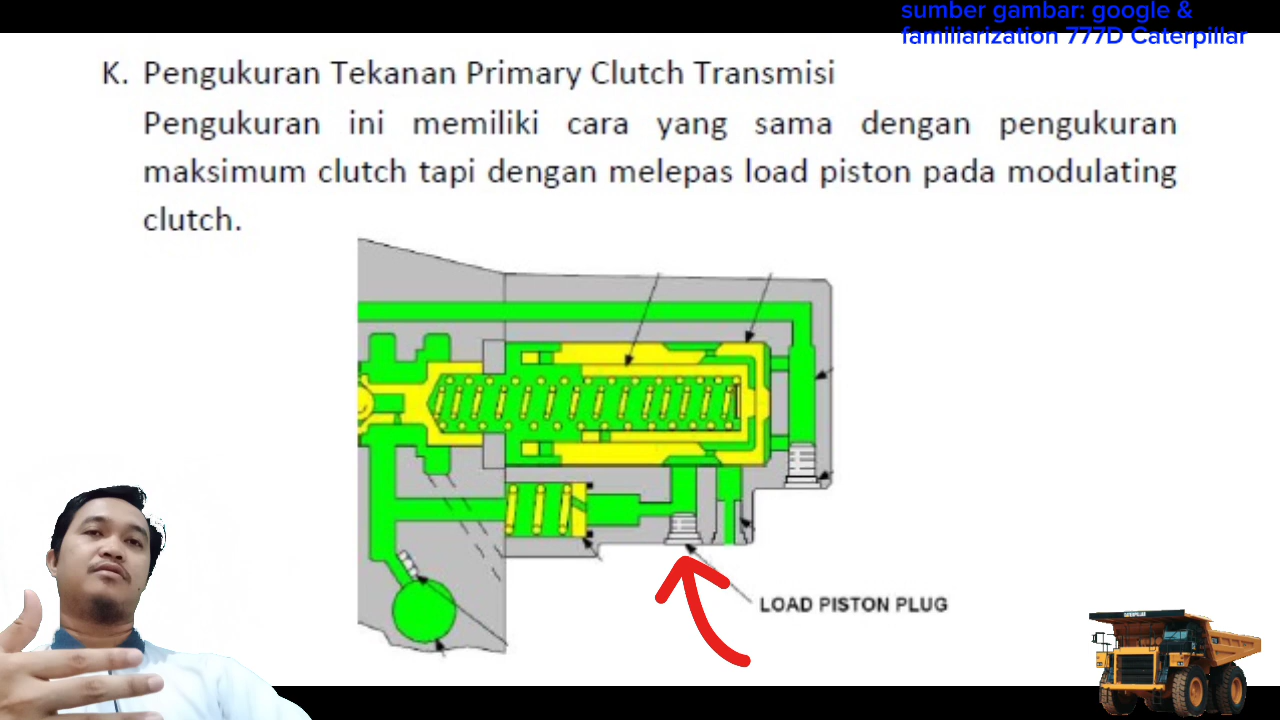 sumber gambar: google &
familiarization 777D Caterpillar
K. Pengukuran Tekanan Primary Clutch Transmisi
Pengukuran ini memiliki cara yang sama dengan pengukuran
maksimum clutch tapi dengan melepas load piston pada modulating
clutch.
LOAD PISTON PLUG
CATERPILLAR